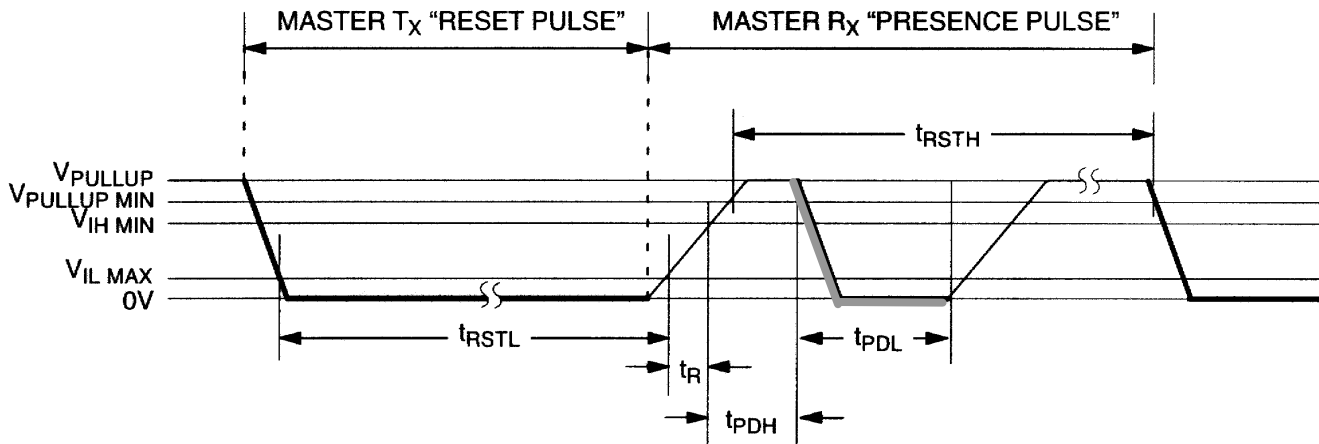 MASTER TX “RESET PULSE”
MASTER RX “PRESENCE PULSE”
tRSTH
VPULLUP
VPULLUP MIN
VIH MIN
VIL MAX
0V
tRSTL
tPDL
tR
tPDH